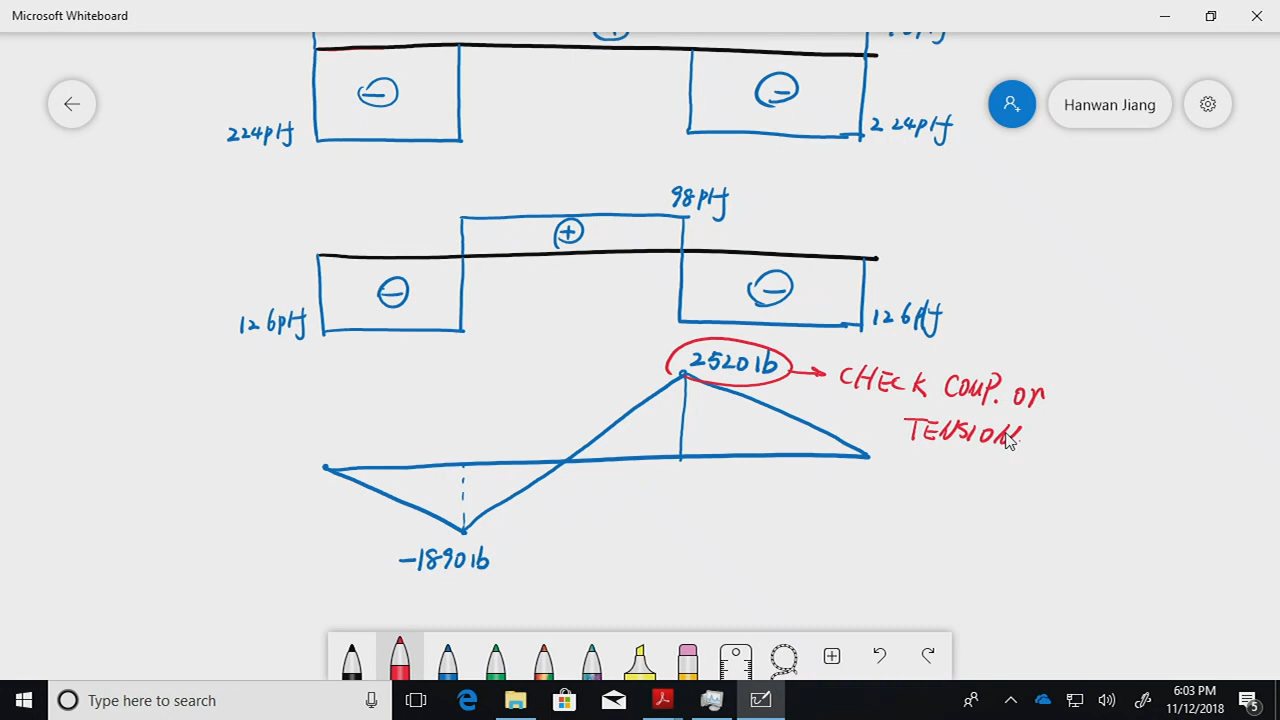 Microsoft Whiteboard
224plf
224plf
Hanwan Jiang
98plf
126plf
126plf
2520lb
CHECK COMP. or
TENSION
-1890lb
Type here to search
6:03 PM
11/12/2018
5